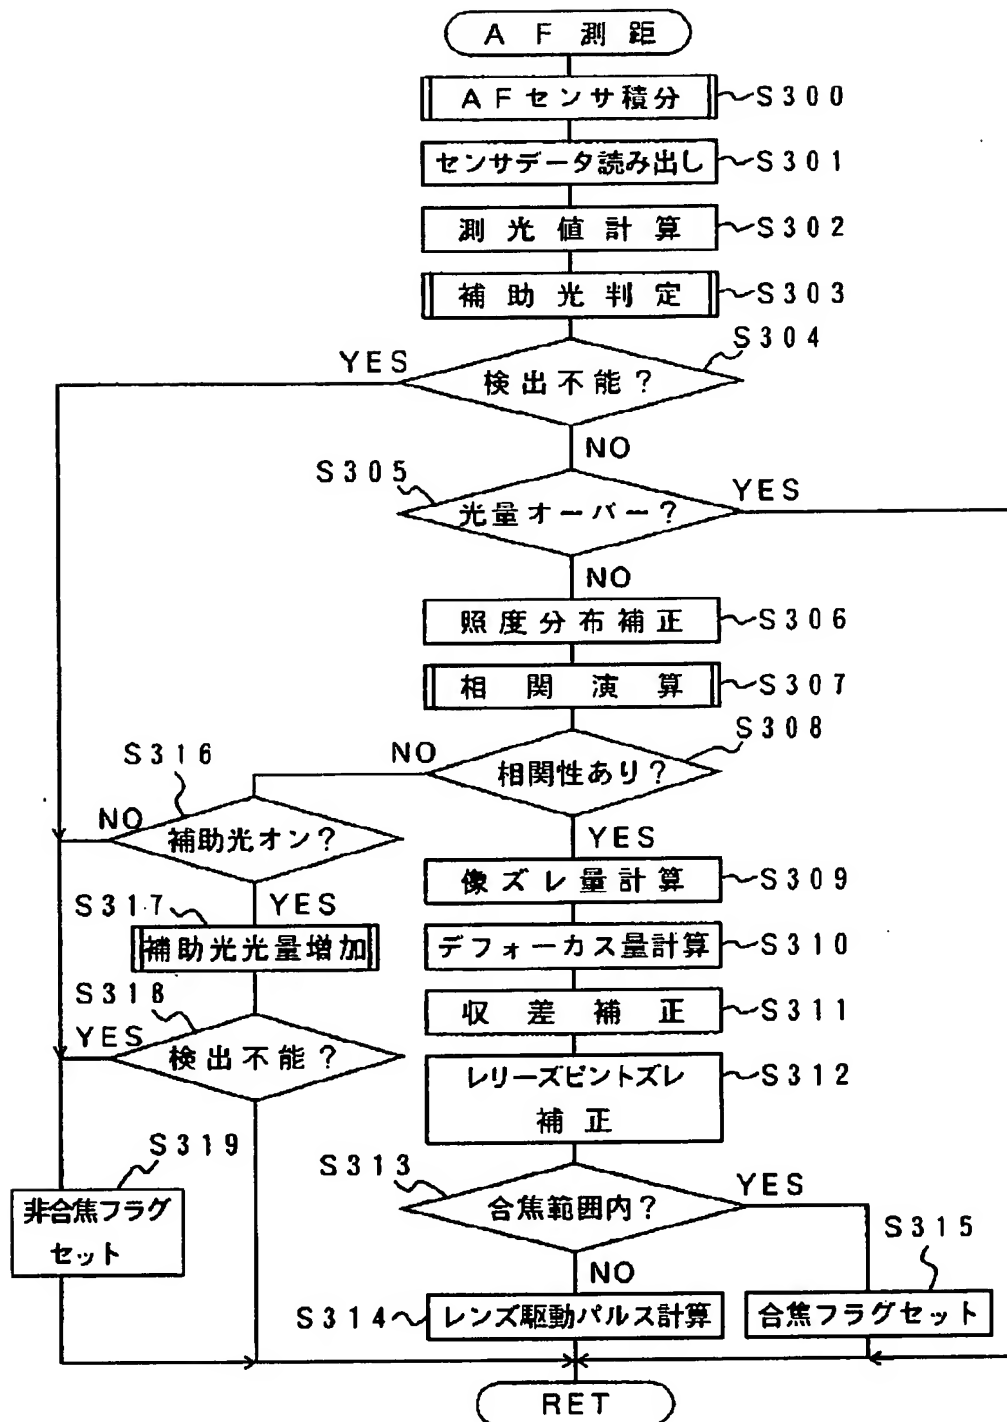 AF測距
AFセンサ積分 S300
センサデータ読み出し S301
測光値計算 S302
補助光判定 S303
S304
YES
検出不能?
NO
S305
YES
光量オーバー?
NO
照度分布補正 S306
相関演算 S307
S308
S316
NO
相関性あり?
NO
補助光オン?
YES
像ズレ量計算 S309
S317
YES
補助光光量増加
デフォーカス量計算 S310
S318
収差補正 S311
YES
検出不能?
レリーズピントズレ S312
補正
S319
S313
YES
非合焦フラグ
セット
合焦範囲内?
S315
NO
S314 レンズ駆動パルス計算
合焦フラグセット
RET